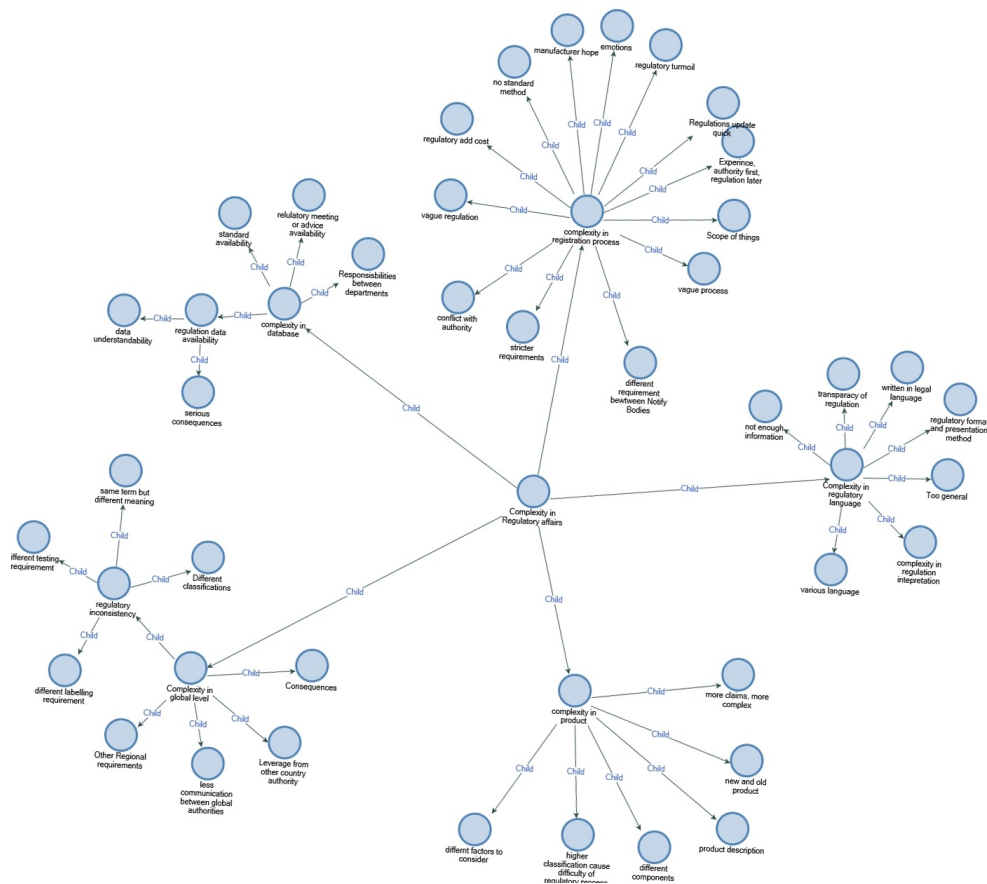 emotions
manufacturer hope
regulatory turmoil
no standard
method
Regulations update
quick
regulatory add cost
Child
Child
Child
Child
Child
Experince,
authority first,
regulation later
Child
Child
Child
vague regulation
Child
Child
Scope of things
complexity in
registration process
Child
vague process
Child
Child
Child
conflict with
authority
stricter
requirements
different
requirement
bewtween Notify
Bodies
Child
relulatory meeting
or advice
availability
standard
availability
Child
Child
Responsisbilities
between
departments
Child
complexity in
database
Child
regulation data
availability
Child
data
understandability
Child
serious
consequences
Child
transparacy of
regulation
written in legal
language
regulatory forma
and presentation
method
not enough
information
Child
Child
Child
Child
Child
Too general
Complexity in
regulatory
language
Child
Child
complexity in
regulation
intepretation
various language
Child
Complexity in
Regulatory affairs
Child
Child
same term but
different meaning
Child
ifferent testing
requirememt
Child
Child
Different
classifications
regulatory
inconsistency
Child
Child
different labelling
requirement
Complexity in
global level
Child
Consequences
Child
Child
Child
Other Regional
requirements
less
communication
between global
authorities
Leverage from
other country
authority
complexity in
product
Child
more claims, more
complex
Child
new and old
product
Child
Child
Child
Child
product description
differnt factors to
consider
higher
classification cause
difficulty of
regulatory process
different
components